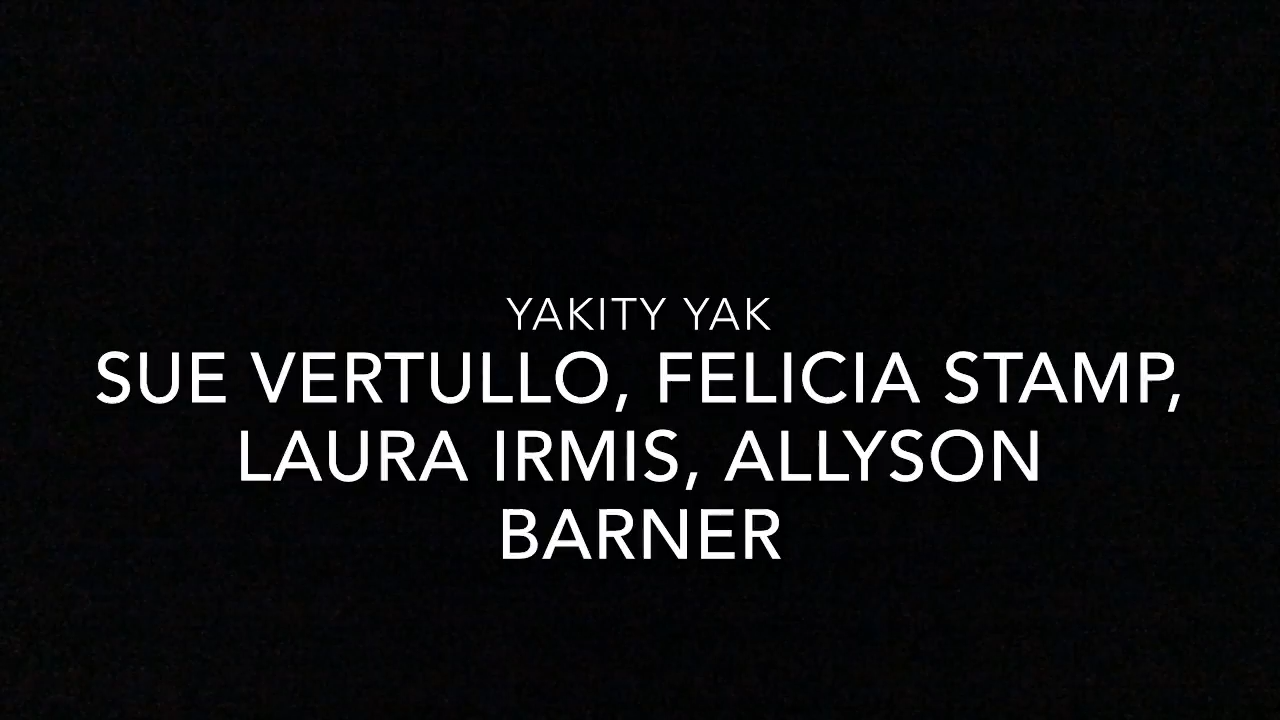 YAKITY YAK
SUE VERTULLO, FELICIA STAMP,
LAURA IRMIS, ALLYSON
BARNER